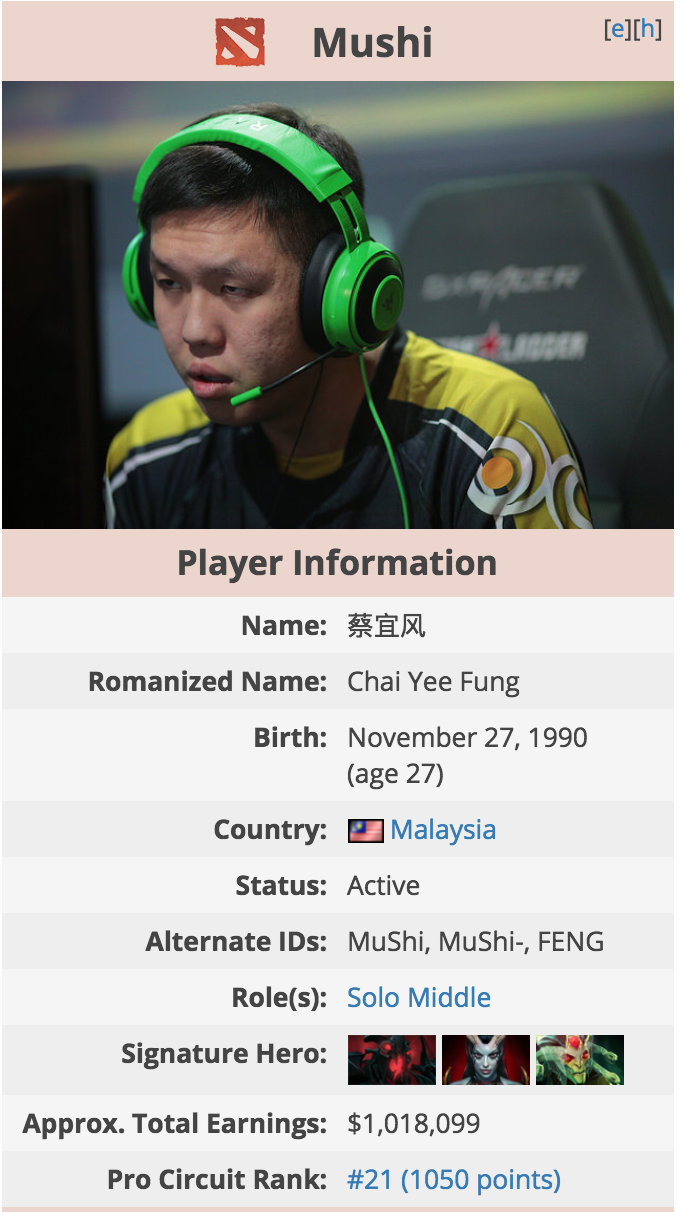 Mushi
[e][h]
RAZER
DXRACER
Player Information
Name: 蔡宜风
Romanized Name: Chai Yee Fung
Birth: November 27, 1990
(age 27)
Country: Malaysia
Status: Active
Alternate IDs: MuShi, MuShi-, FENG
Role(s): Solo Middle
Signature Hero:
Approx. Total Earnings: $1,018,099
Pro Circuit Rank: #21 (1050 points)